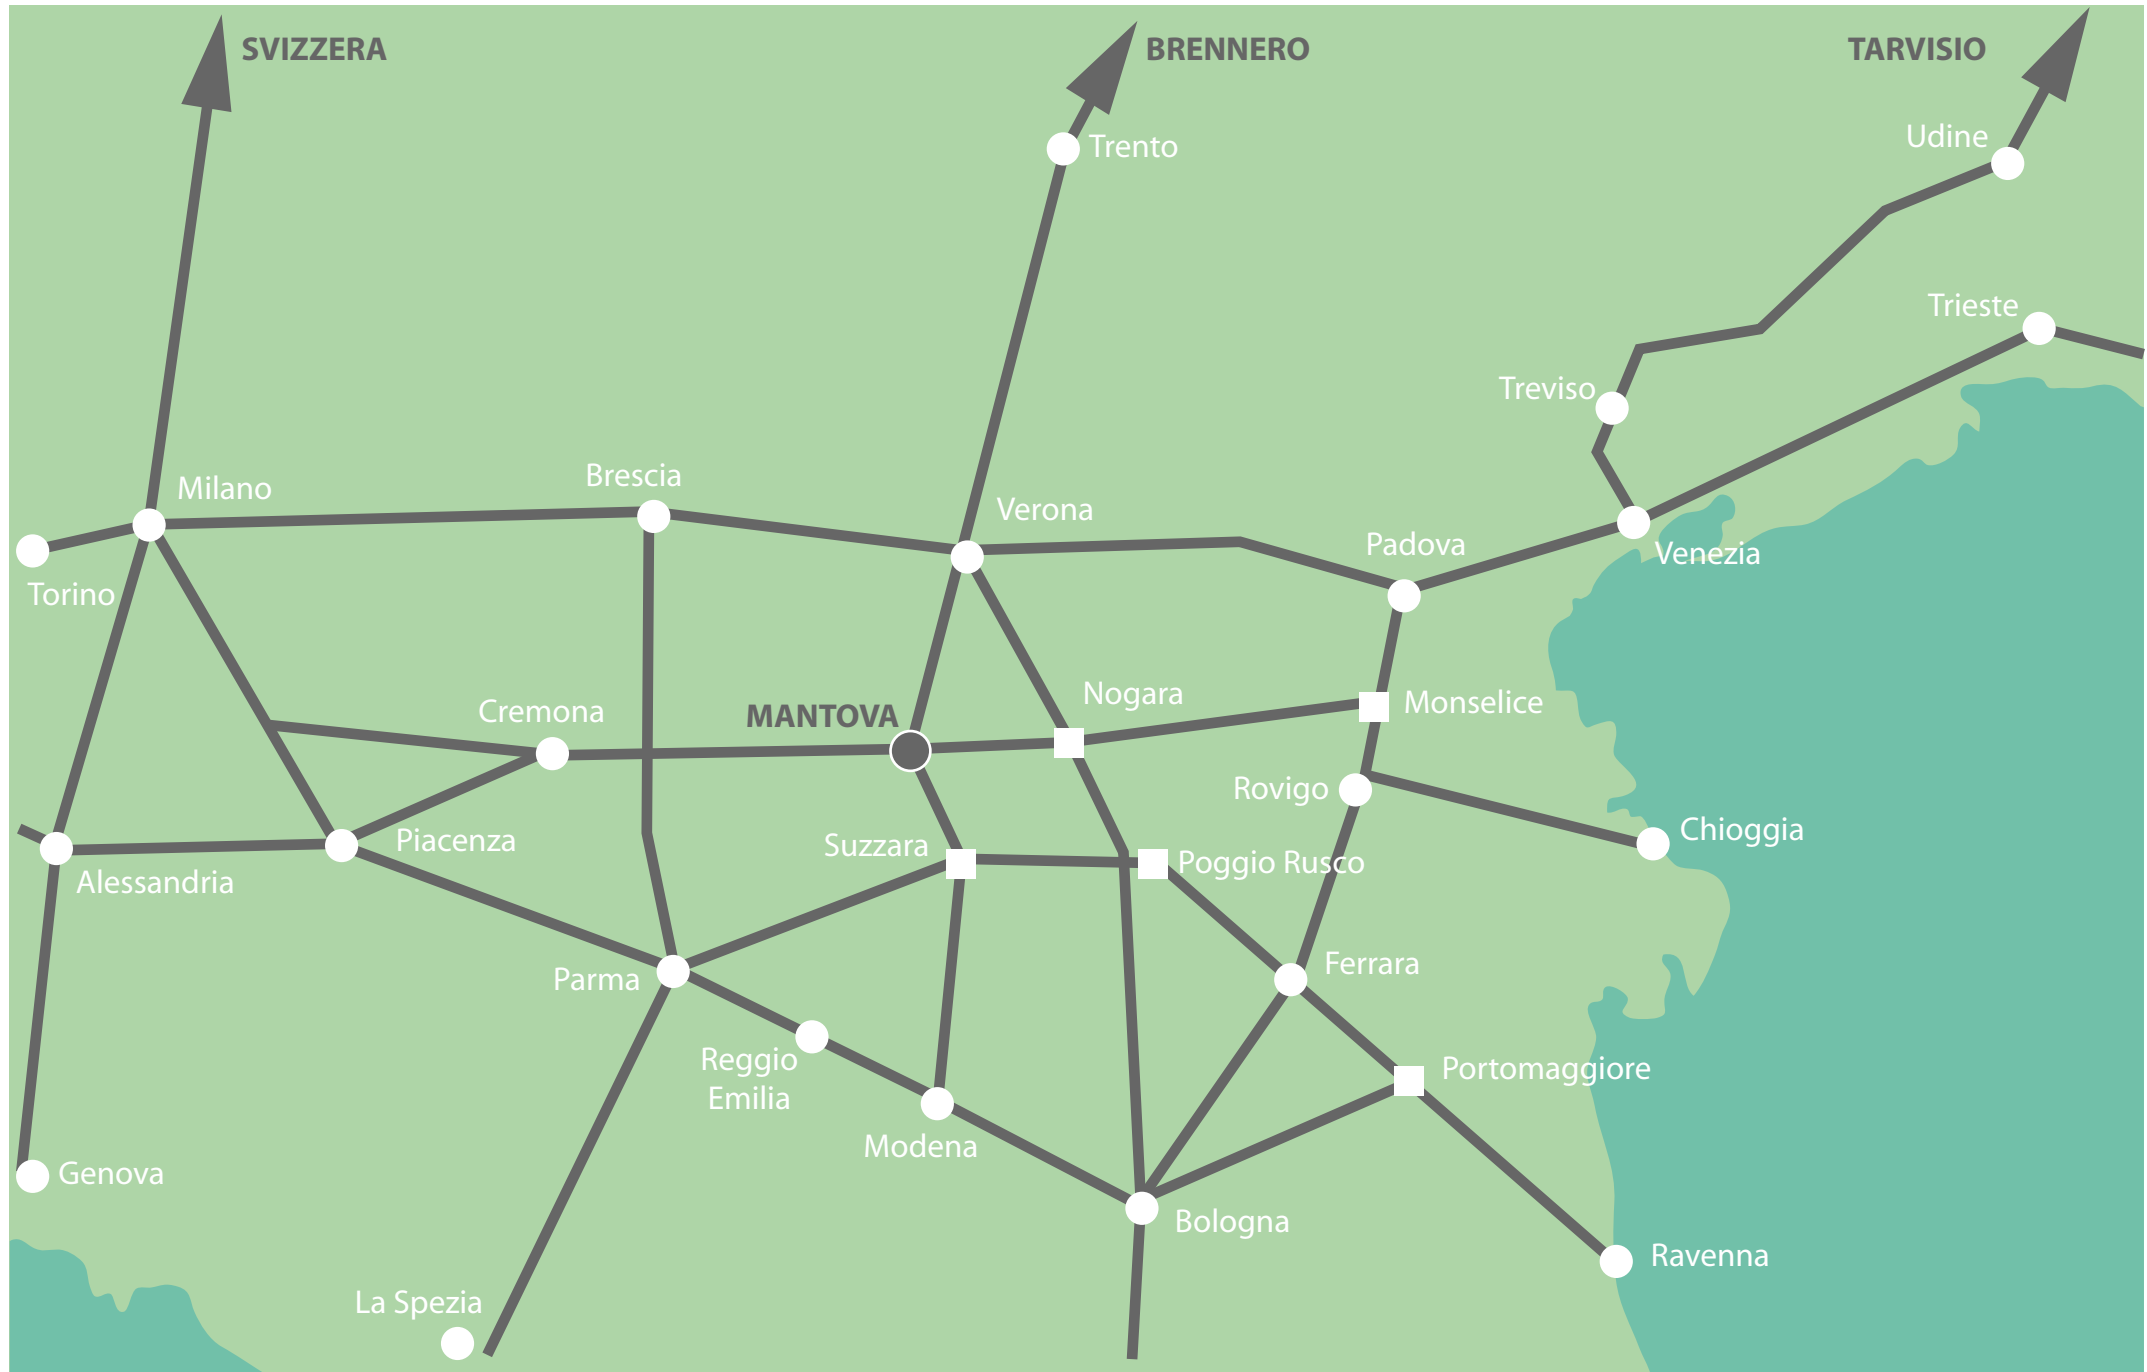 SVIZZERA
BRENNERO
TARVISIO
Trento
Udine
Trieste
Treviso
Milano
Brescia
Verona
Padova
Venezia
Torino
Cremona
MANTOVA
Nogara
Monselice
Rovigo
Chioggia
Piacenza
Suzzara
Poggio Rusco
Alessandria
Parma
Ferrara
Reggio
Emilia
Portomaggiore
Modena
Genova
Bologna
Ravenna
La Spezia